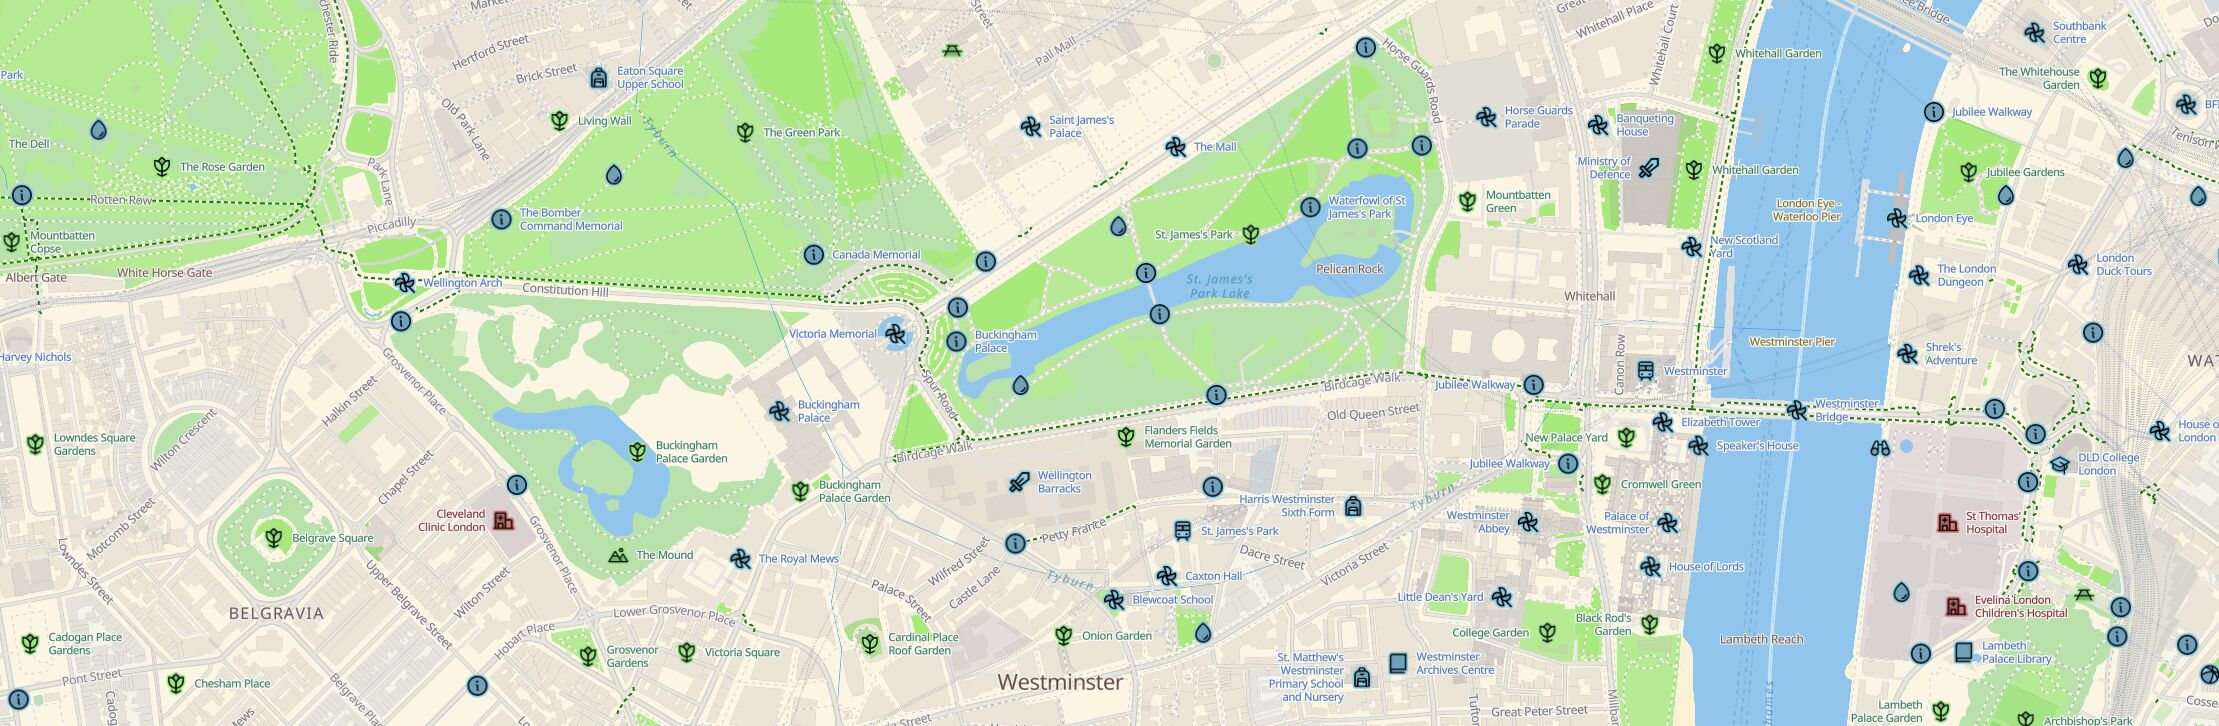 Hertford Street
Brick Street
Old Park Lane
Park Lane
Pall Mall
Horse Guards Road
Great
Whitehall Place
Whitehall Court
Whitehall Garden
Southbank
Centre
The Whitehouse
Garden
Park
Eaton Square
Upper School
Living Wall
Tyburn
The Green Park
Saint James's
Palace
The Mall
Horse Guards
Parade
Banqueting
House
Jubilee Walkway
The Dell
The Rose Garden
Rotten Row
Ministry of
Defence
Whitehall Garden
Jubilee Gardens
Piccadilly
The Bomber
Command Memorial
Mountbatten
Copse
Albert Gate
White Horse Gate
Waterfowl of St
James's Park
St. James's Park
Mountbatten
Green
London Eye -
Waterloo Pier
London Eye
Canada Memorial
New Scotland
Yard
London
Duck Tours
Wellington Arch
Constitution Hill
St. James's
Park Lake
Pelican Rock
Whitehall
The London
Dungeon
Victoria Memorial
Buckingham
Palace
Harvey Nichols
Canon Row
Westminster Pier
Shrek's
Adventure
Westminster
Grosvenor Place
Halkin Street
Spur Road
Birdcage Walk
Jubilee Walkway
Buckingham
Palace
Old Queen Street
Westminster
Bridge
Elizabeth Tower
Wilton Crescent
Lowndes Square
Gardens
Buckingham
Palace Garden
Birdcage Walk
Flanders Fields
Memorial Garden
New Palace Yard
Speaker's House
House o
London
Chapel Street
Jubilee Walkway
DLD College
London
Wellington
Barracks
Buckingham
Palace Garden
Cromwell Green
Harris Westminster
Sixth Form
Tyburn
Cleveland
Clinic London
Westminster
Abbey
Palace of
Westminster
St Thomas'
Hospital
Motcomb Street
Belgrave Square
Grosvenor Place
Petty France
St. James's Park
The Mound
The Royal Mews
Wilfred Street
Dacre Street
Victoria Street
House of Lords
Lowndes Street
Upper Belgrave Street
Wilton Street
Palace Street
Castle Lane
Tyburn
Caxton Hall
Blewcoat School
Little Dean's Yard
Evelina London
Children's Hospital
BELGRAVIA
Lower Grosvenor Place
Hobart Place
Black Rod's
Garden
College Garden
Lambeth Reach
Cadogan Place
Gardens
Grosvenor
Gardens
Victoria Square
Cardinal Place
Roof Garden
Onion Garden
Lambeth
Palace Library
St. Matthew's
Westminster
Primary School
and Nursery
Westminster
Archives Centre
Pont Street
Chesham Place
Westminster
Great Peter Street
Lambeth
Palace Garden
Archbishop's Park